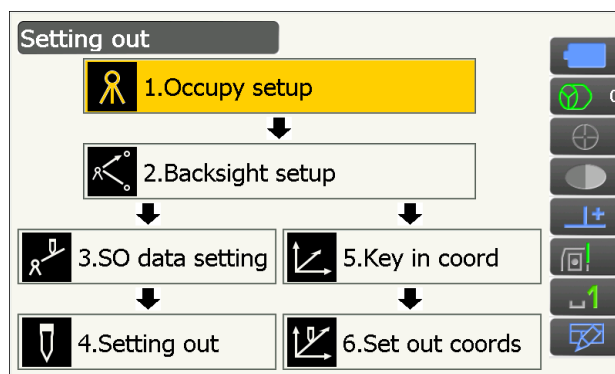 Setting out
1.Occupy setup
2.Backsight setup
3.SO data setting
5.Key in coord
4.Setting out
6.Set out coords
1